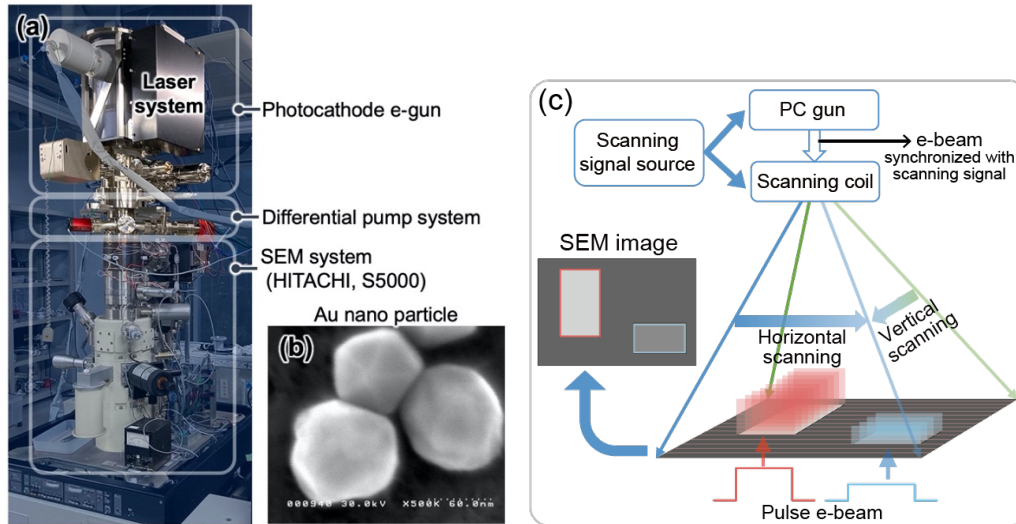 (a)
Laser
system
Photocathode e-gun
Differential pump system
SEM system
(HITACHI, S5000)
Au nano particle
(b)
000940 30.0kV X500K 60.0nm
(c)
PC gun
Scanning
signal source
e-beam
synchronized with
scanning signal
Scanning coil
SEM image
Horizontal
scanning
Vertical
scanning
Pulse e-beam